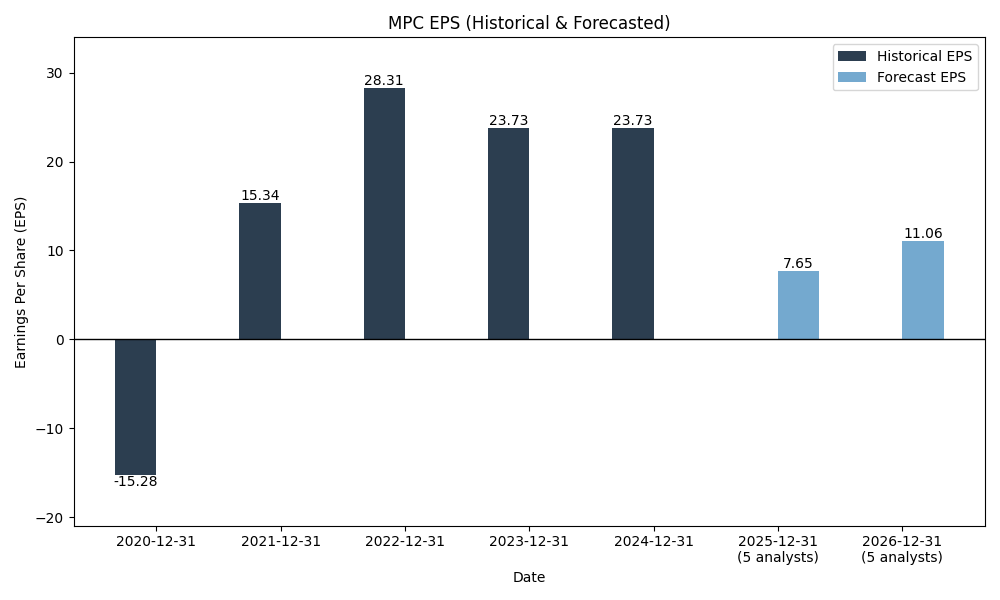 MPC EPS (Historical & Forecasted)
Historical EPS
Forecast EPS
Earnings Per Share (EPS)
30
20
10
0
−10
−20
-15.28
15.34
28.31
23.73
23.73
7.65
11.06
2020-12-31
2021-12-31
2022-12-31
2023-12-31
2024-12-31
2025-12-31
(5 analysts)
2026-12-31
(5 analysts)
Date